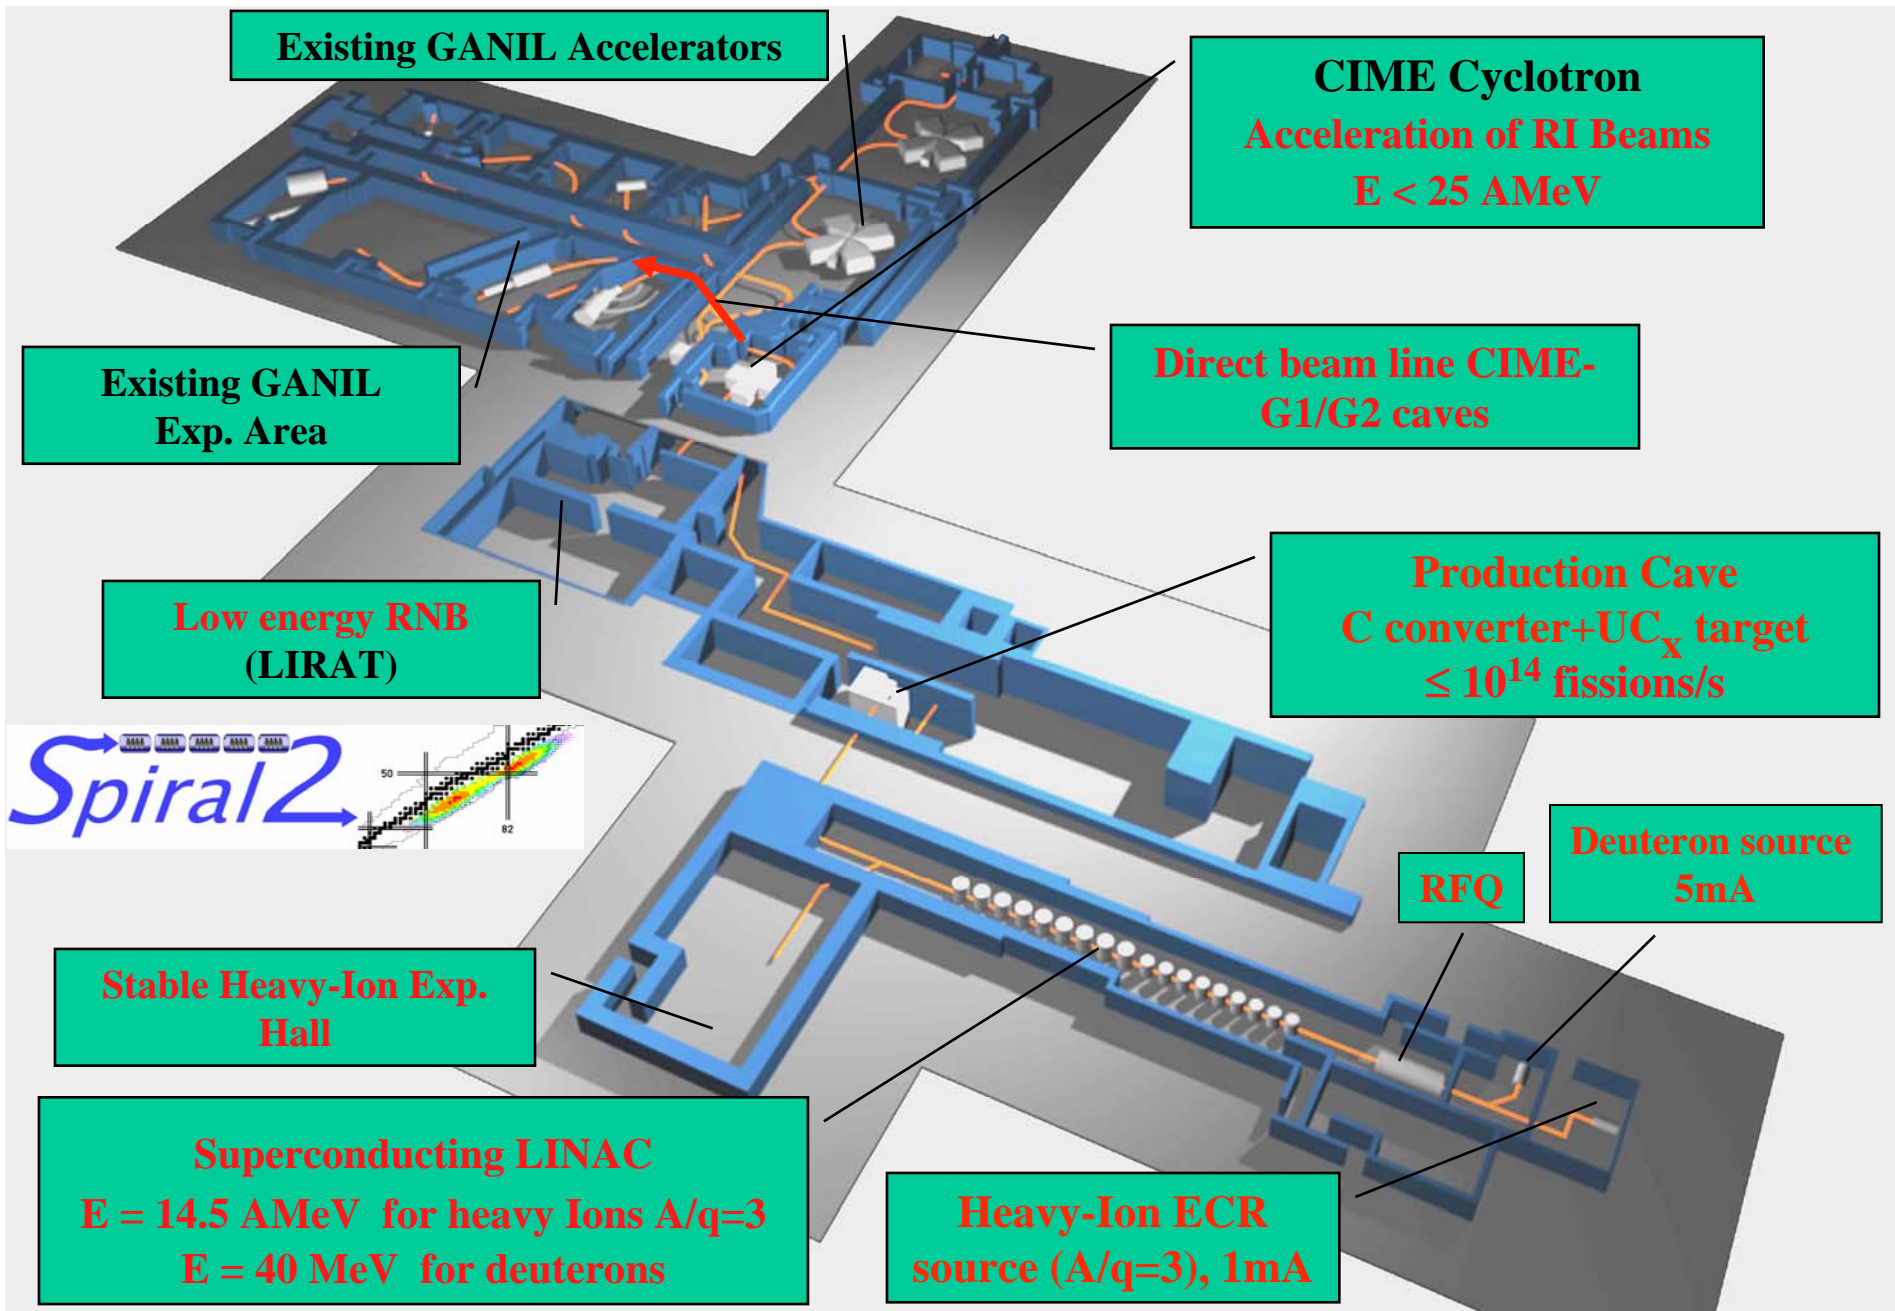 Existing GANIL Accelerators
CIME Cyclotron
Acceleration of RI Beams
E < 25 AMeV
Direct beam line CIME-
G1/G2 caves
Existing GANIL
Exp. Area
Production Cave
C converter+UCx target
≤ 10^14 fissions/s
Low energy RNB
(LIRAT)
Spiral2
50
82
RFQ
Deuteron source
5mA
Stable Heavy-Ion Exp.
Hall
Superconducting LINAC
E = 14.5 AMeV for heavy Ions A/q=3
E = 40 MeV for deuterons
Heavy-Ion ECR
source (A/q=3), 1mA